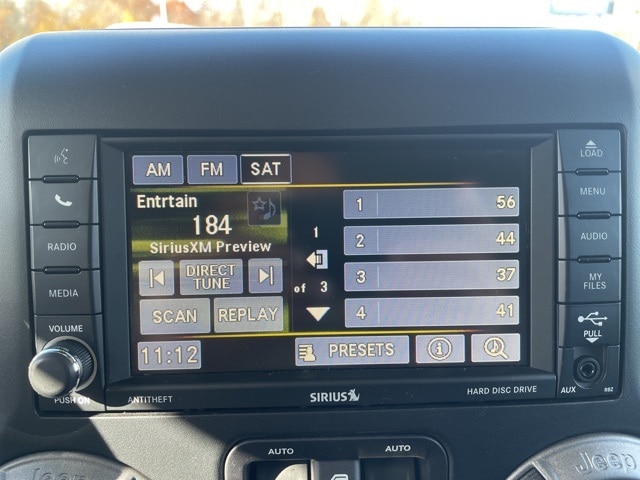 AM FM SAT
LOAD
MENU
RADIO
AUDIO
MEDIA
MY
FILES
VOLUME
PULL
PUSH ON
AUX
RBZ
Entrtain
184
SiriusXM Preview
DIRECT
TUNE
SCAN REPLAY
11:12
1
of 3
1 56
2 44
3 37
4 41
PRESETS
ANTITHEFT
SIRIUS
HARD DISC DRIVE
AUTO
AUTO
Jeep
Jeep